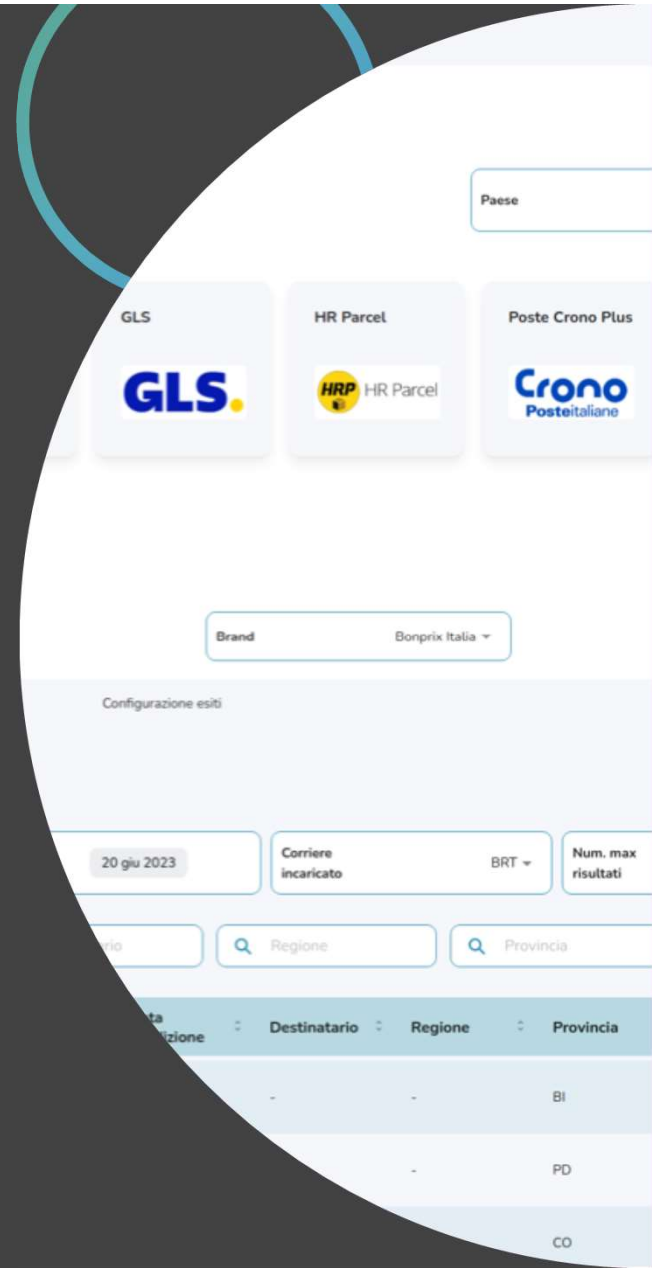 Paese
GLS
HR Parcel
Poste Crono Plus
GLS.
HRP HR Parcel
Crono
Posteitaliane
Brand
Bonprix Italia
Configurazione esiti
20 giu 2023
Corriere
incaricato
BRT
Num. max
risultati
Regione
Provincia
Destinatario
Regione
Provincia
-
-
BI
-
PD
CO